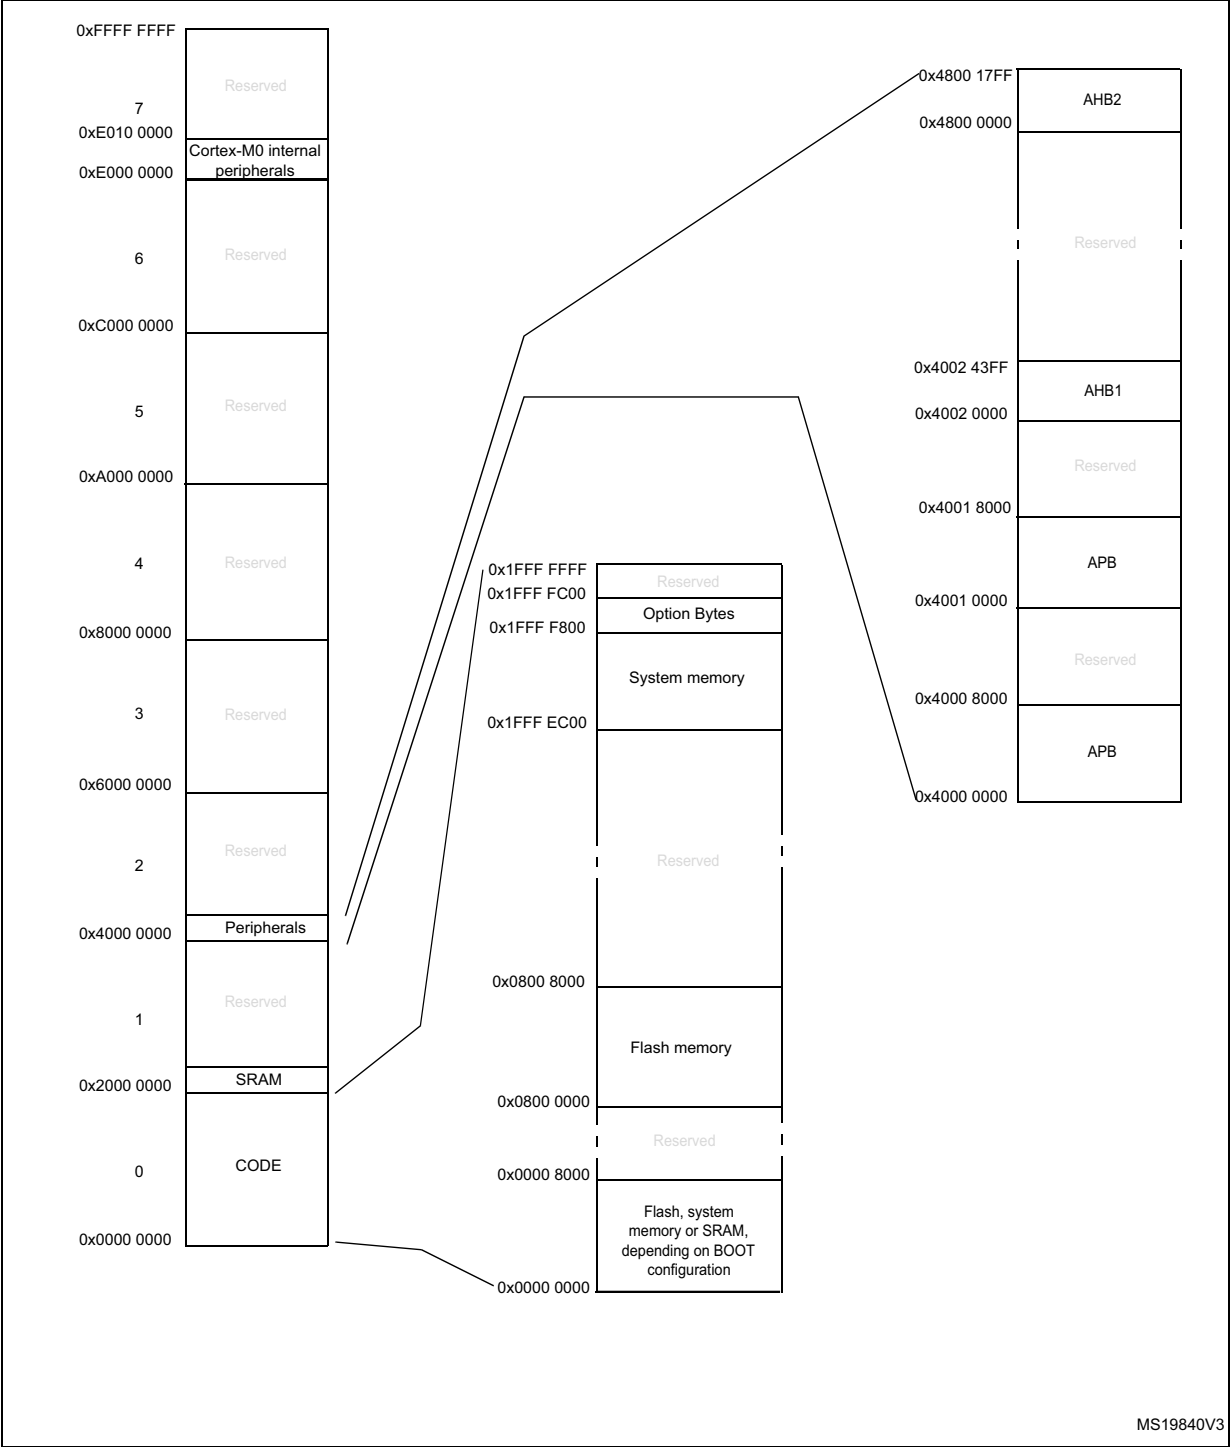 0xFFFF FFFF
Reserved
7
0xE010 0000
Cortex-M0 internal
peripherals
0xE000 0000
Reserved
6
0xC000 0000
Reserved
5
0xA000 0000
Reserved
4
0x8000 0000
Reserved
3
0x6000 0000
Reserved
2
Peripherals
0x4000 0000
Reserved
1
SRAM
0x2000 0000
CODE
0
0x0000 0000
0x1FFF FFFF
Reserved
0x1FFF FC00
Option Bytes
0x1FFF F800
System memory
0x1FFF EC00
Reserved
0x0800 8000
Flash memory
0x0800 0000
Reserved
0x0000 8000
Flash, system
memory or SRAM,
depending on BOOT
configuration
0x0000 0000
0x4800 17FF
AHB2
0x4800 0000
Reserved
0x4002 43FF
AHB1
0x4002 0000
Reserved
0x4001 8000
APB
0x4001 0000
Reserved
0x4000 8000
APB
0x4000 0000
MS19840V3